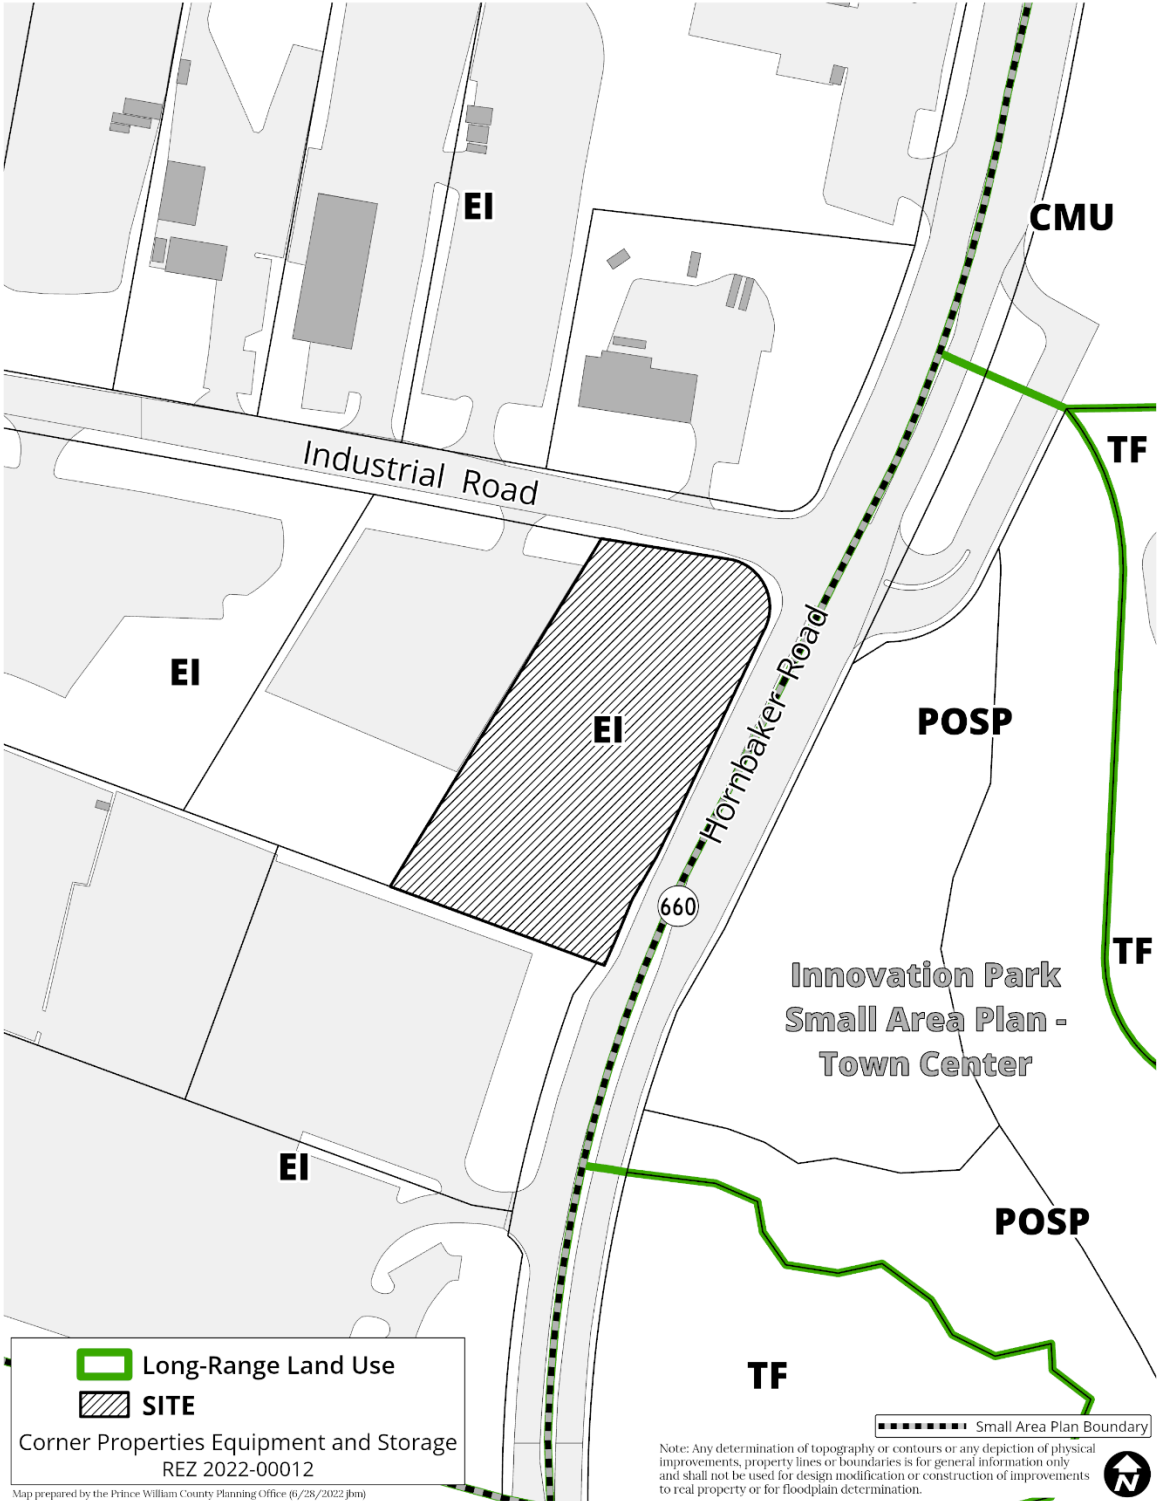 EI
CMU
TF
Industrial Road
Hornbaker Road
EI
EI
POSP
660
TF
Innovation Park
Small Area Plan -
Town Center
EI
POSP
TF
Long-Range Land Use
SITE
Corner Properties Equipment and Storage
REZ 2022-00012
Small Area Plan Boundary
Note: Any determination of topography or contours or any depiction of physical
improvements, property lines or boundaries is for general information only
and shall not be used for design modification or construction of improvements
to real property or for floodplain determination.
N
Map prepared by the Prince William County Planning Office (6/28/2022 jbm)